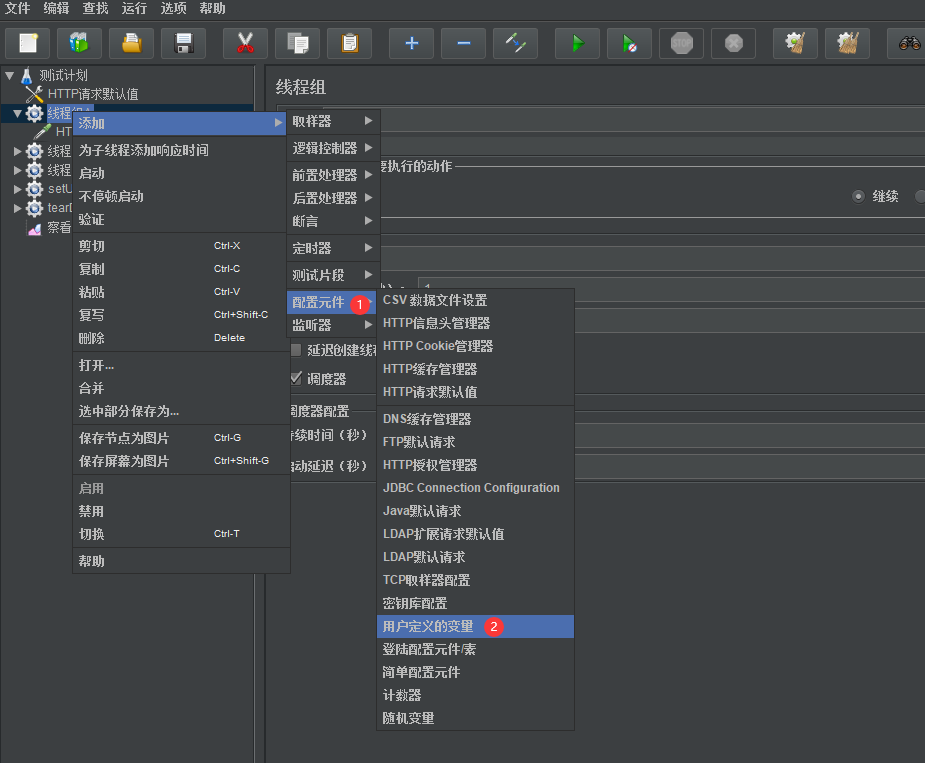 文件 编辑 查找 运行 选项 帮助
STOP
测试计划
HTTP请求默认值
线程组
HT
线程
线程
setU
tearD
察看
线程组
要执行的动作
继续
添加
为子线程添加响应时间
启动
不停顿启动
验证
剪切 Ctrl-X
复制 Ctrl-C
粘贴 Ctrl-V
复写 Ctrl+Shift-C
删除 Delete
打开...
合并
选中部分保存为...
保存节点为图片 Ctrl-G
保存屏幕为图片 Ctrl+Shift-G
启用
禁用
切换 Ctrl-T
帮助
取样器
逻辑控制器
前置处理器
后置处理器
断言
定时器
测试片段
配置元件 1
监听器
延迟创建线程
调度器
调度器配置
持续时间（秒）
启动延迟（秒）
CSV 数据文件设置
HTTP信息头管理器
HTTP Cookie管理器
HTTP缓存管理器
HTTP请求默认值
DNS缓存管理器
FTP默认请求
HTTP授权管理器
JDBC Connection Configuration
Java默认请求
LDAP扩展请求默认值
LDAP默认请求
TCP取样器配置
密钥库配置
用户定义的变量 2
登陆配置元件/素
简单配置元件
计数器
随机变量